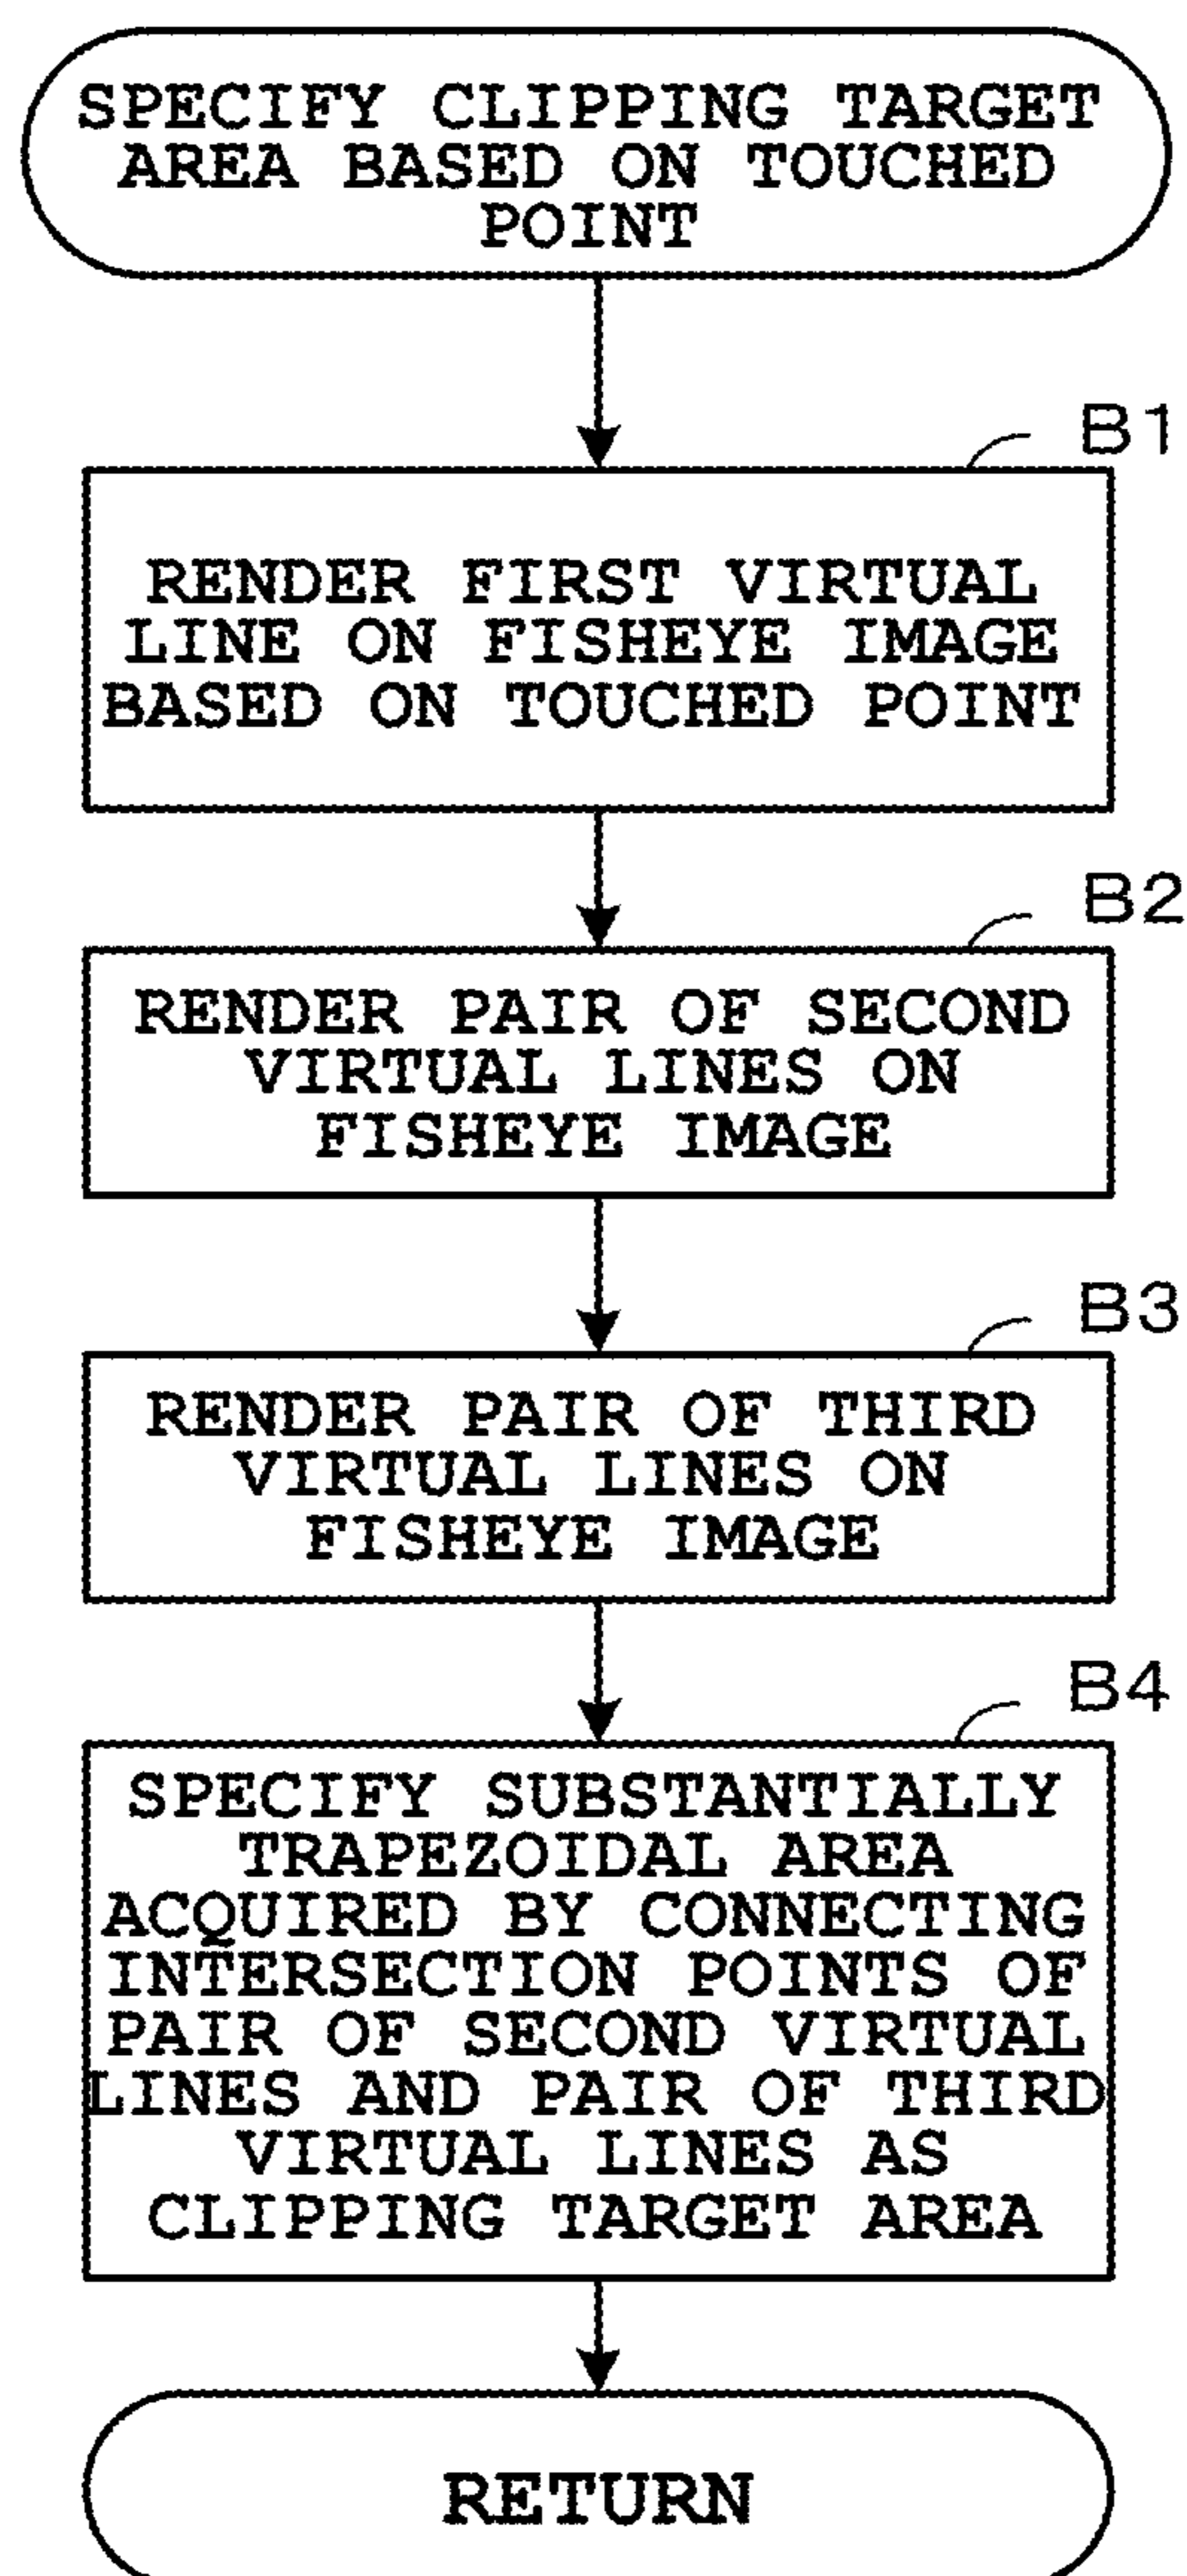 SPECIFY CLIPPING TARGET
AREA BASED ON TOUCHED
POINT
B1
RENDER FIRST VIRTUAL
LINE ON FISHEYE IMAGE
BASED ON TOUCHED POINT
B2
RENDER PAIR OF SECOND
VIRTUAL LINES ON
FISHEYE IMAGE
B3
RENDER PAIR OF THIRD
VIRTUAL LINES ON
FISHEYE IMAGE
B4
SPECIFY SUBSTANTIALLY
TRAPEZOIDAL AREA
ACQUIRED BY CONNECTING
INTERSECTION POINTS OF
PAIR OF SECOND VIRTUAL
LINES AND PAIR OF THIRD
VIRTUAL LINES AS
CLIPPING TARGET AREA
RETURN